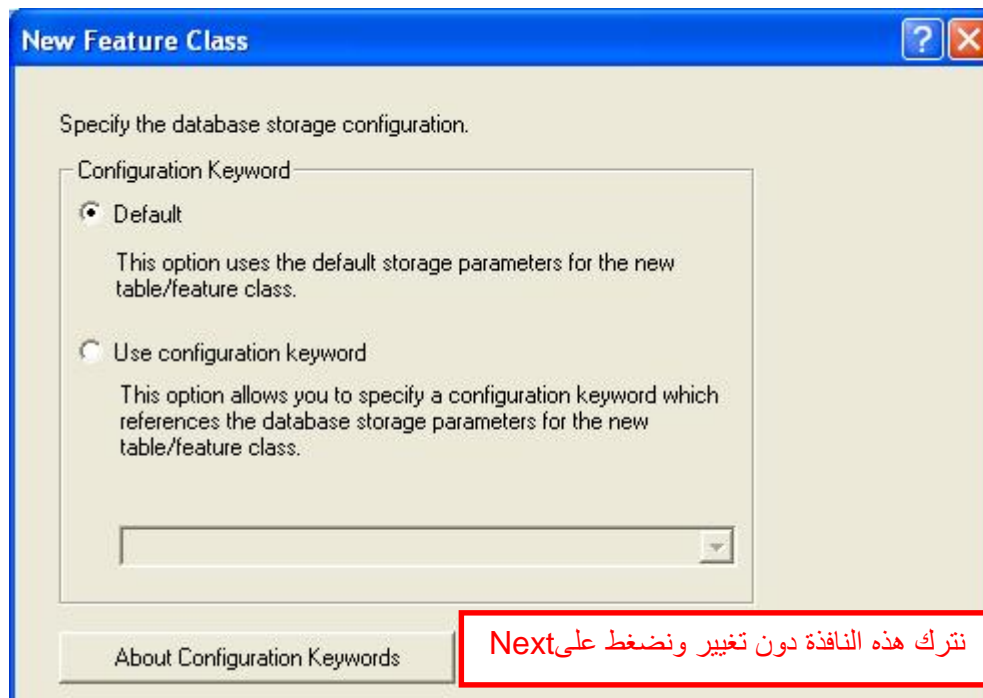 New Feature Class
Specify the database storage configuration.
Configuration Keyword
Default
This option uses the default storage parameters for the new
table/feature class.
Use configuration keyword
This option allows you to specify a configuration keyword which
references the database storage parameters for the new
table/feature class.
About Configuration Keywords
نترك هذه النافذة دون تغيير ونضغط على Next